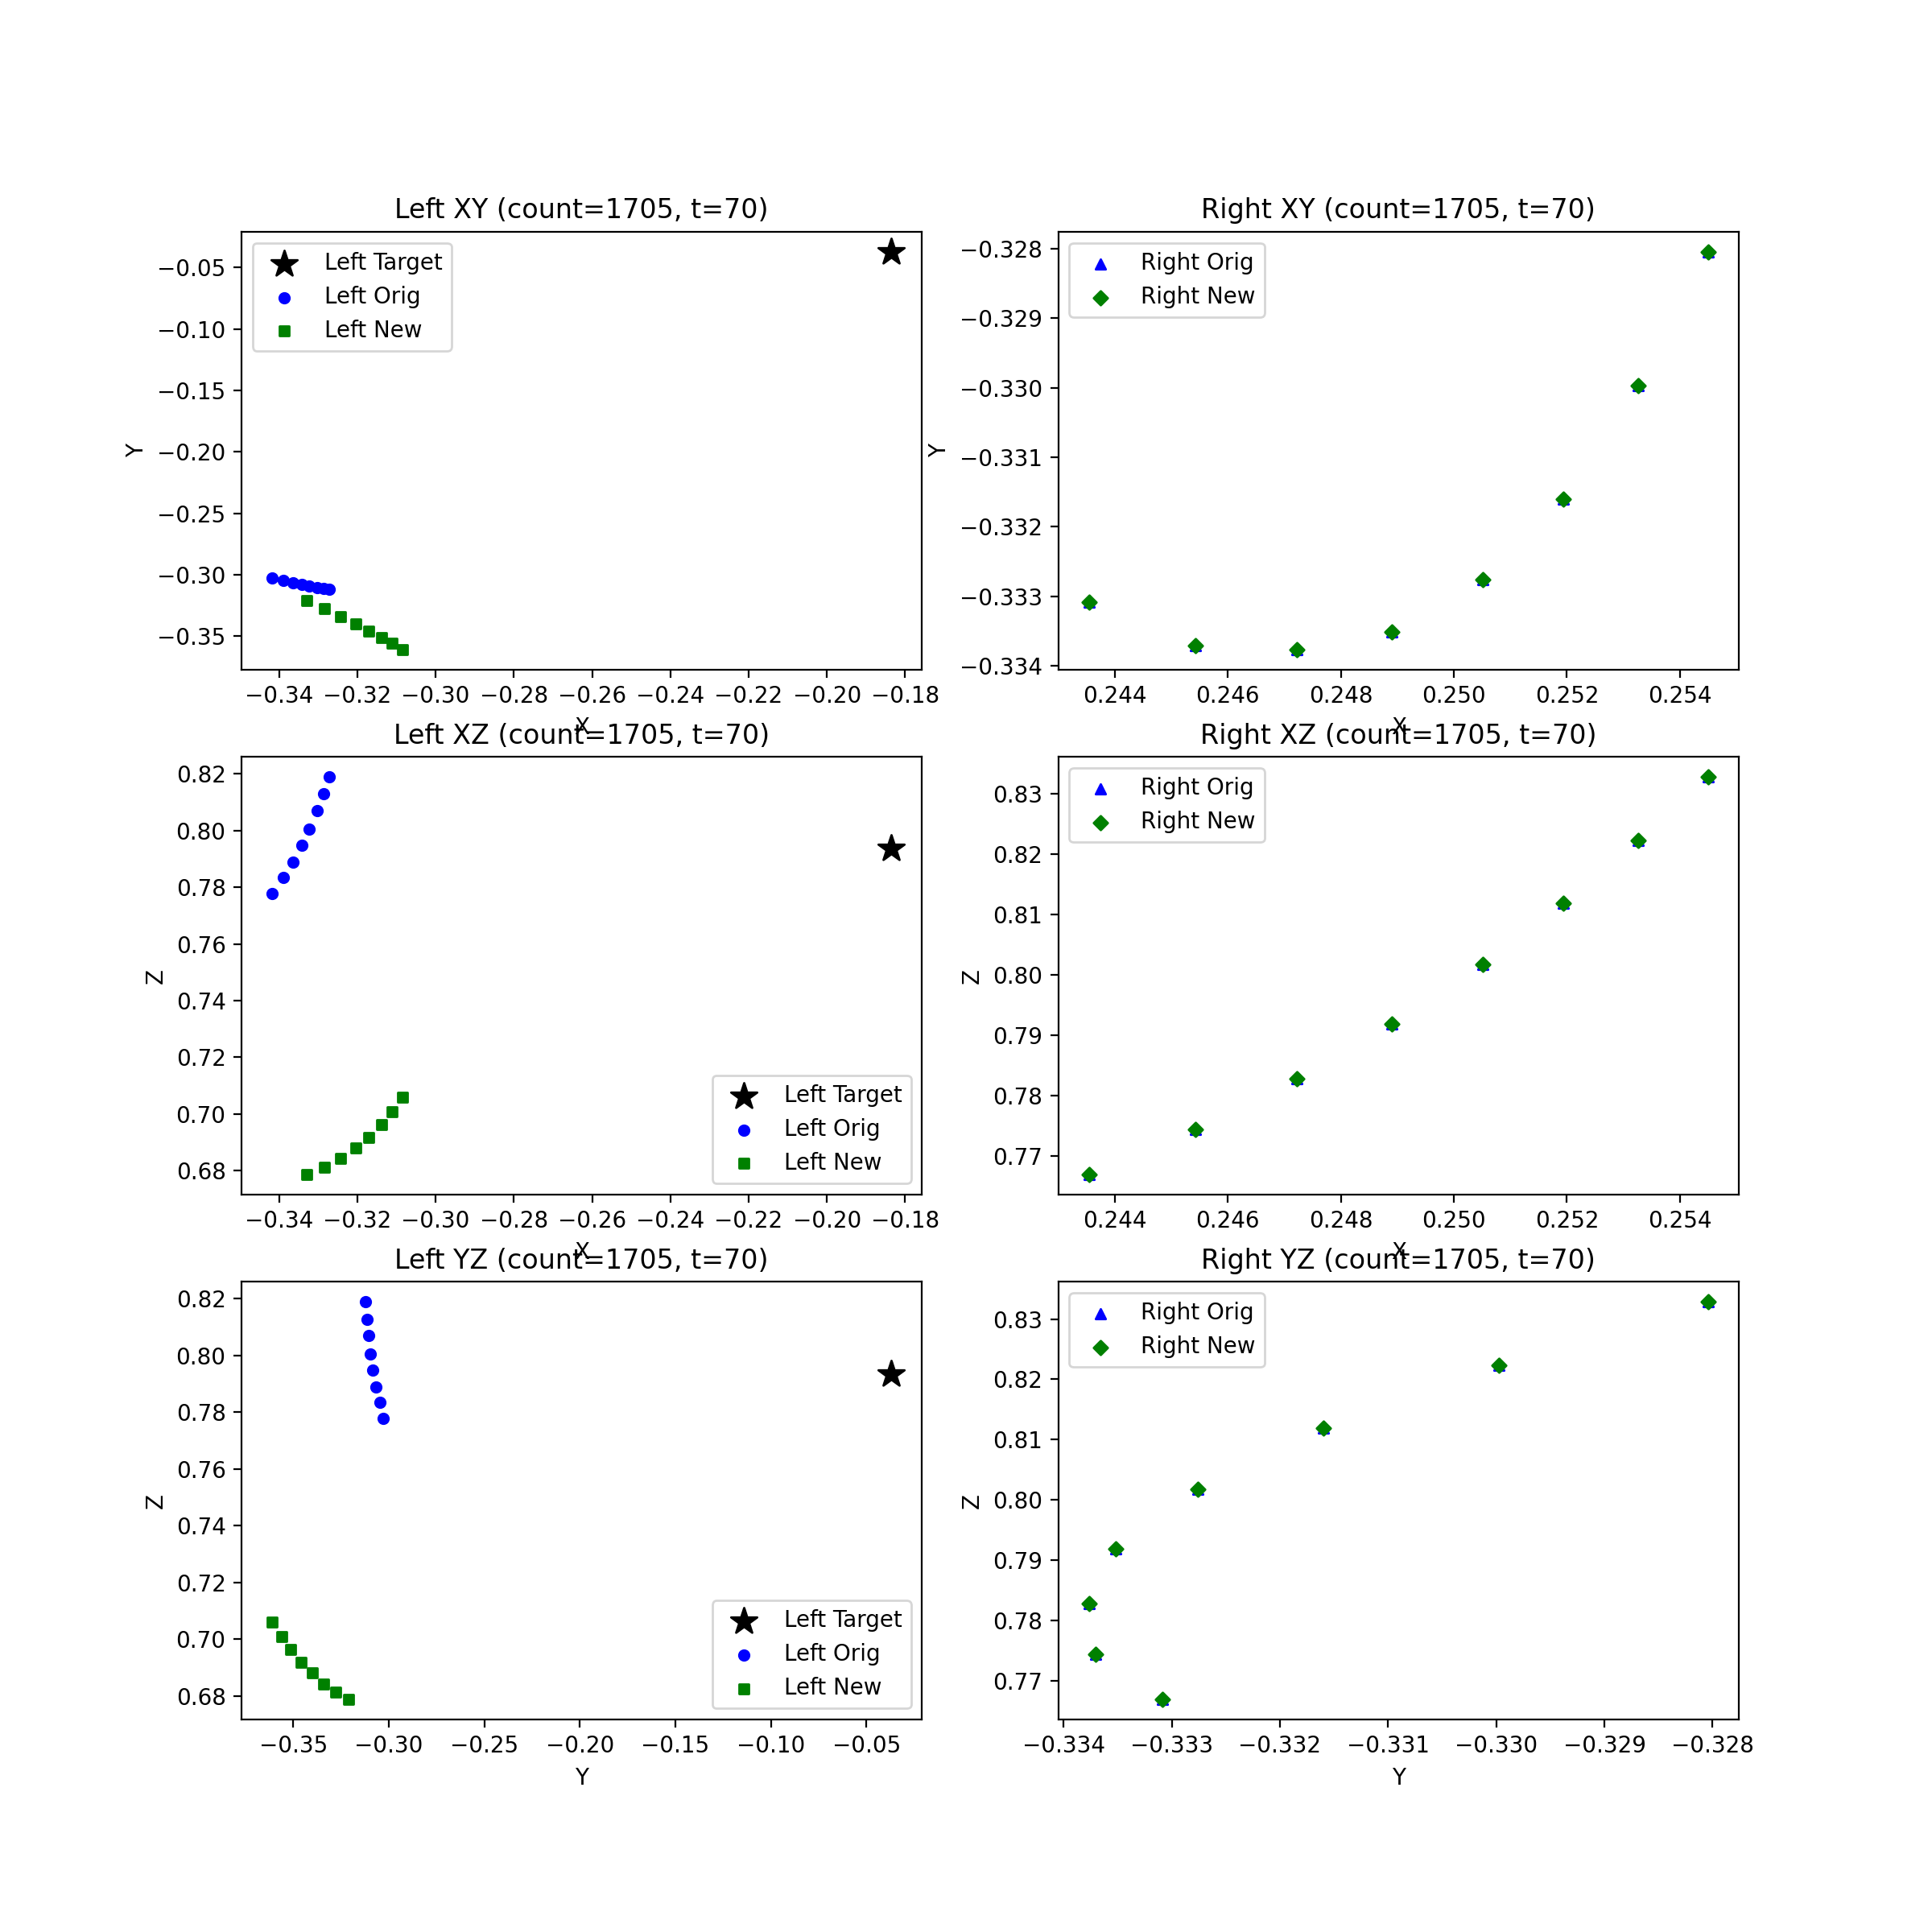 Left XY (count=1705, t=70)
Y
−0.05
−0.10
−0.15
−0.20
−0.25
−0.30
−0.35
Left Target
Left Orig
Left New
−0.34 −0.32 −0.30 −0.28 −0.26 −0.24 −0.22 −0.20 −0.18
X
Right XY (count=1705, t=70)
Y
−0.328
−0.329
−0.330
−0.331
−0.332
−0.333
−0.334
Right Orig
Right New
0.244 0.246 0.248 0.250 0.252 0.254
X
Left XZ (count=1705, t=70)
Z
0.82
0.80
0.78
0.76
0.74
0.72
0.70
0.68
Left Target
Left Orig
Left New
−0.34 −0.32 −0.30 −0.28 −0.26 −0.24 −0.22 −0.20 −0.18
X
Right XZ (count=1705, t=70)
Z
0.83
0.82
0.81
0.80
0.79
0.78
0.77
Right Orig
Right New
0.244 0.246 0.248 0.250 0.252 0.254
X
Left YZ (count=1705, t=70)
Z
0.82
0.80
0.78
0.76
0.74
0.72
0.70
0.68
Left Target
Left Orig
Left New
−0.35 −0.30 −0.25 −0.20 −0.15 −0.10 −0.05
Y
Right YZ (count=1705, t=70)
Z
0.83
0.82
0.81
0.80
0.79
0.78
0.77
Right Orig
Right New
−0.334 −0.333 −0.332 −0.331 −0.330 −0.329 −0.328
Y